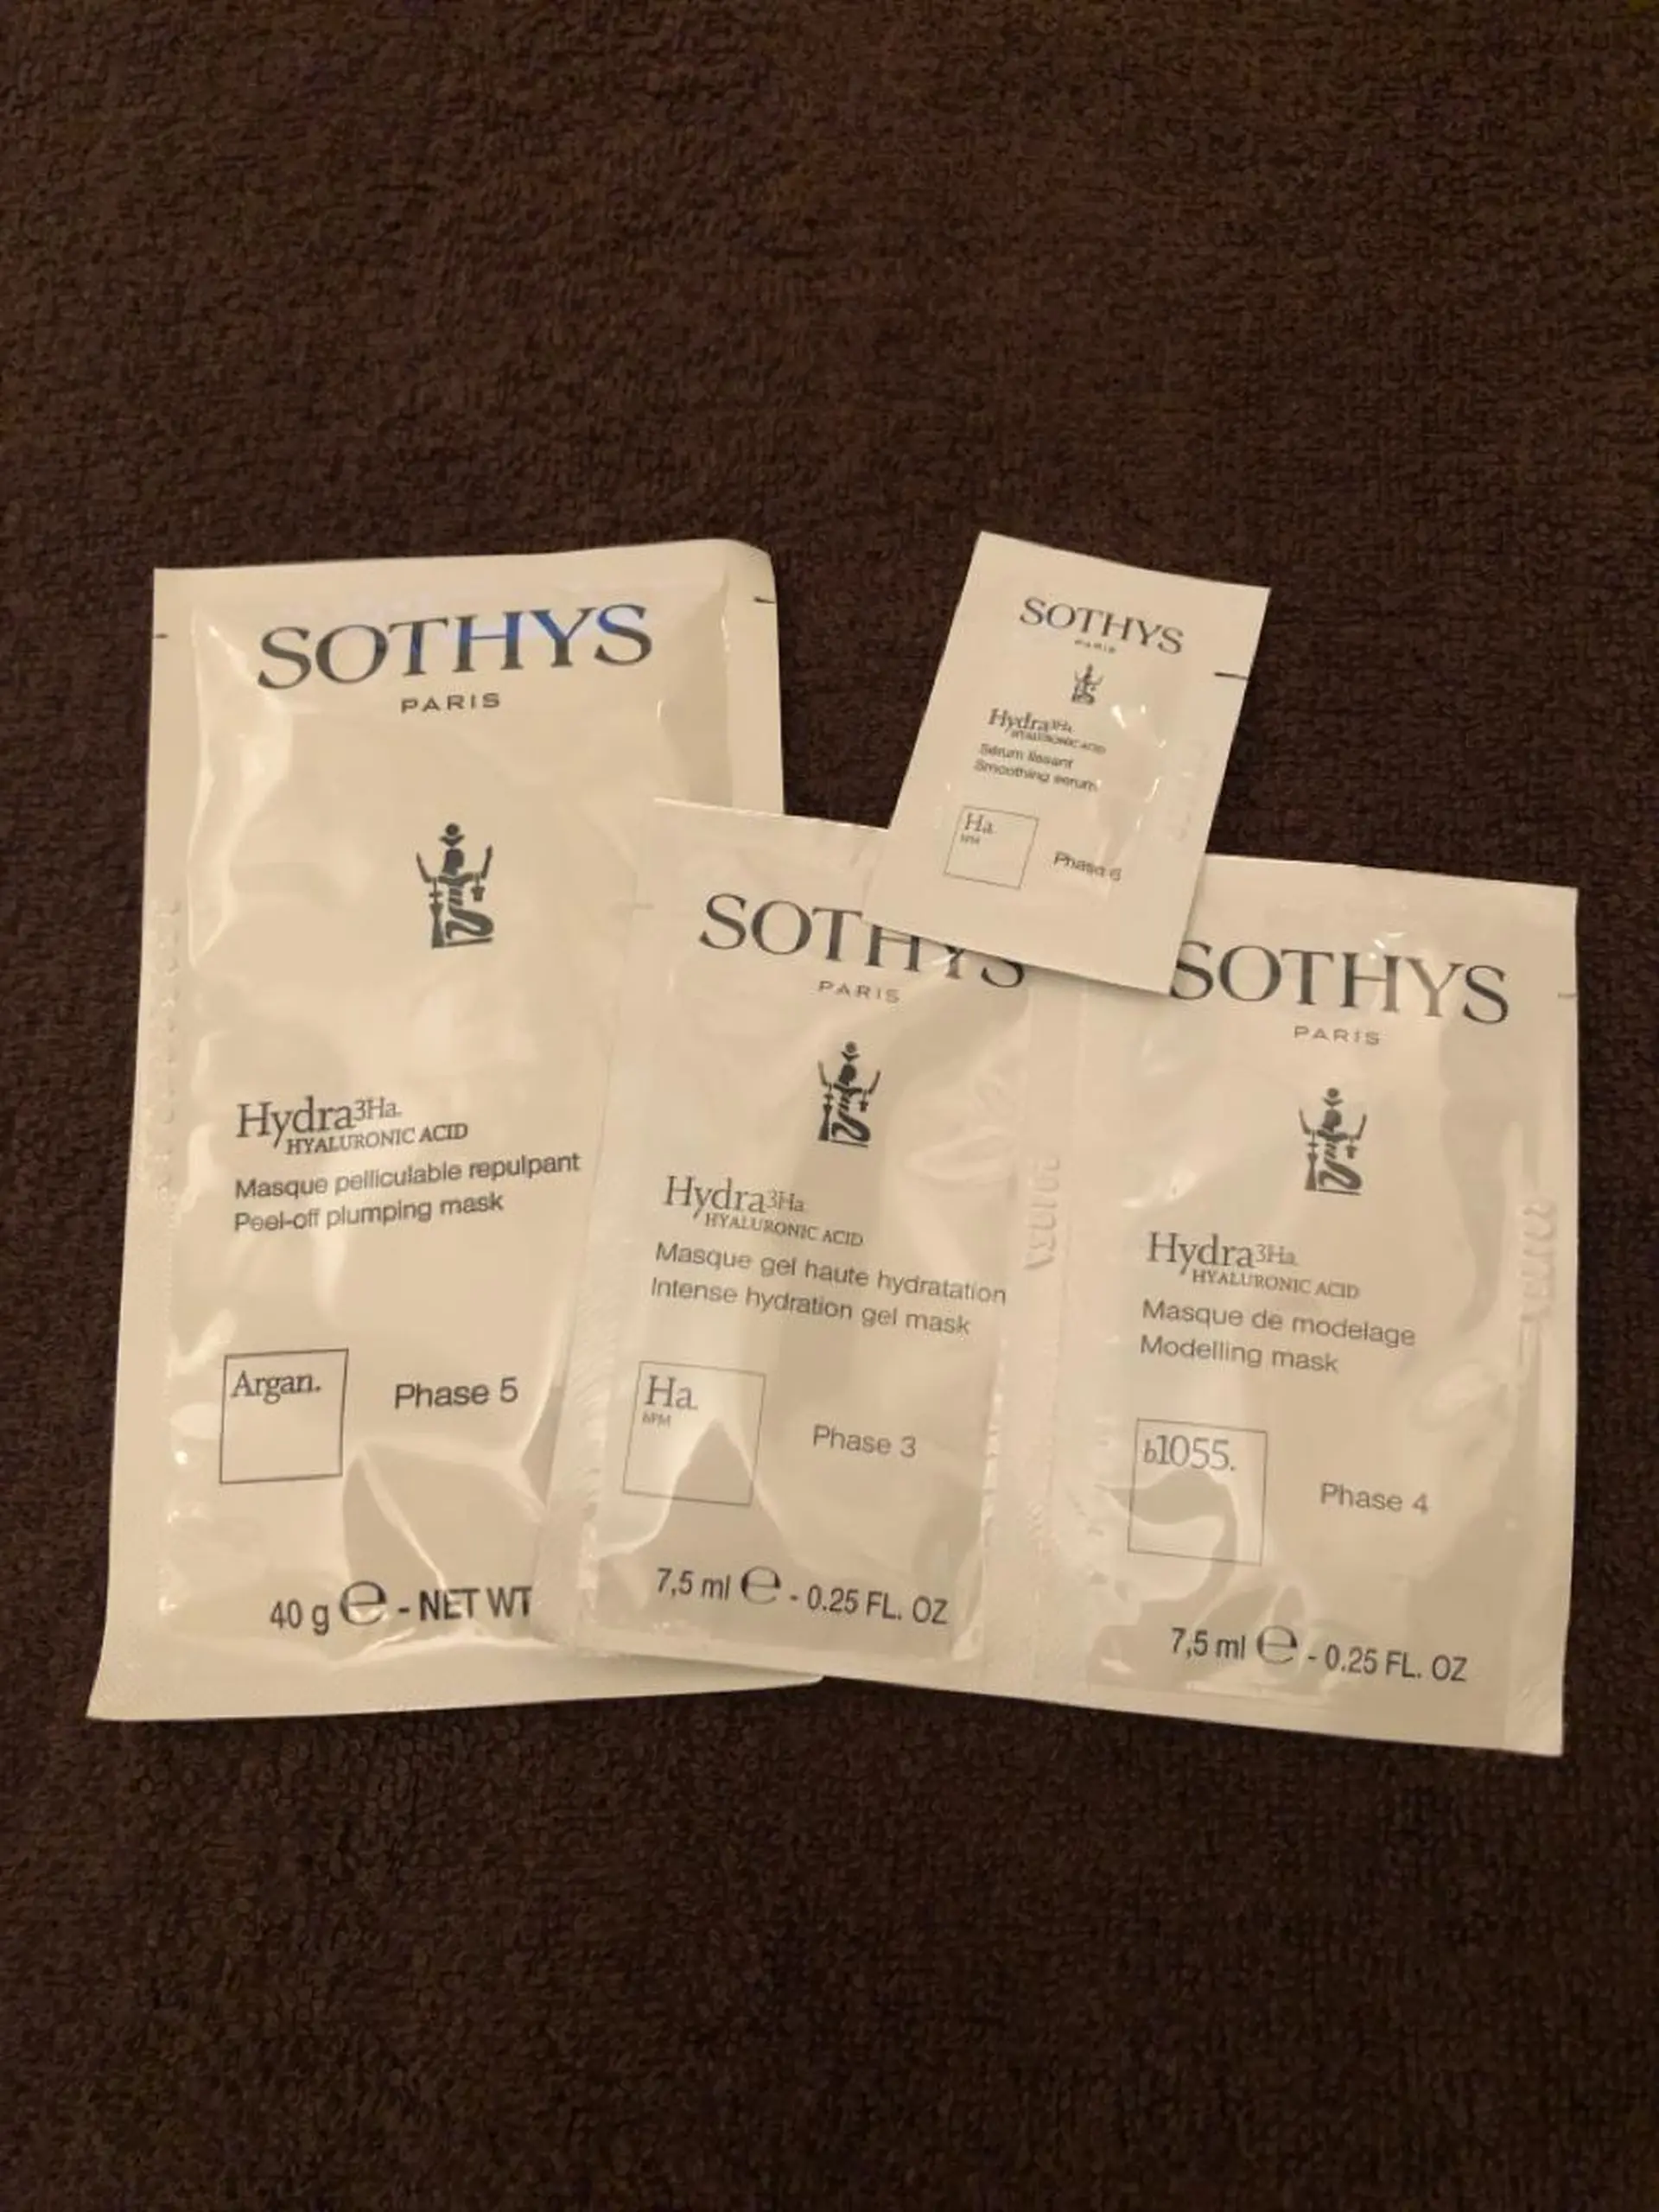 SOTHYS
PARIS
Hydra3Ha.
HYALURONIC ACID
Masque pelliculable repulpant
Peel-off plumping mask
Argan.
Phase 5
40 g ℮ - NET WT
SOTHYS
PARIS
Hydra3Ha.
HYALURONIC ACID
Masque gel haute hydratation
Intense hydration gel mask
Ha.
hPM
Phase 3
7,5 ml ℮ - 0.25 FL. OZ
SOTHYS
PARIS
Hydra3Ha.
HYALURONIC ACID
Sérum lissant
Smoothing serum
Ha.
Phase 6
SOTHYS
PARIS
Hydra3Ha.
HYALURONIC ACID
Masque de modelage
Modelling mask
b1055.
Phase 4
7,5 ml ℮ - 0.25 FL. OZ